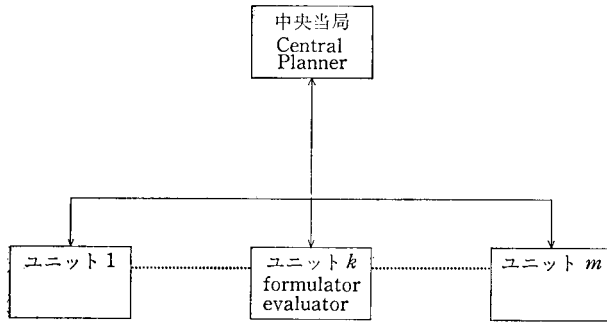 中央当局
Central
Planner
ユニット 1
ユニット k
formulator
evaluator
ユニット m